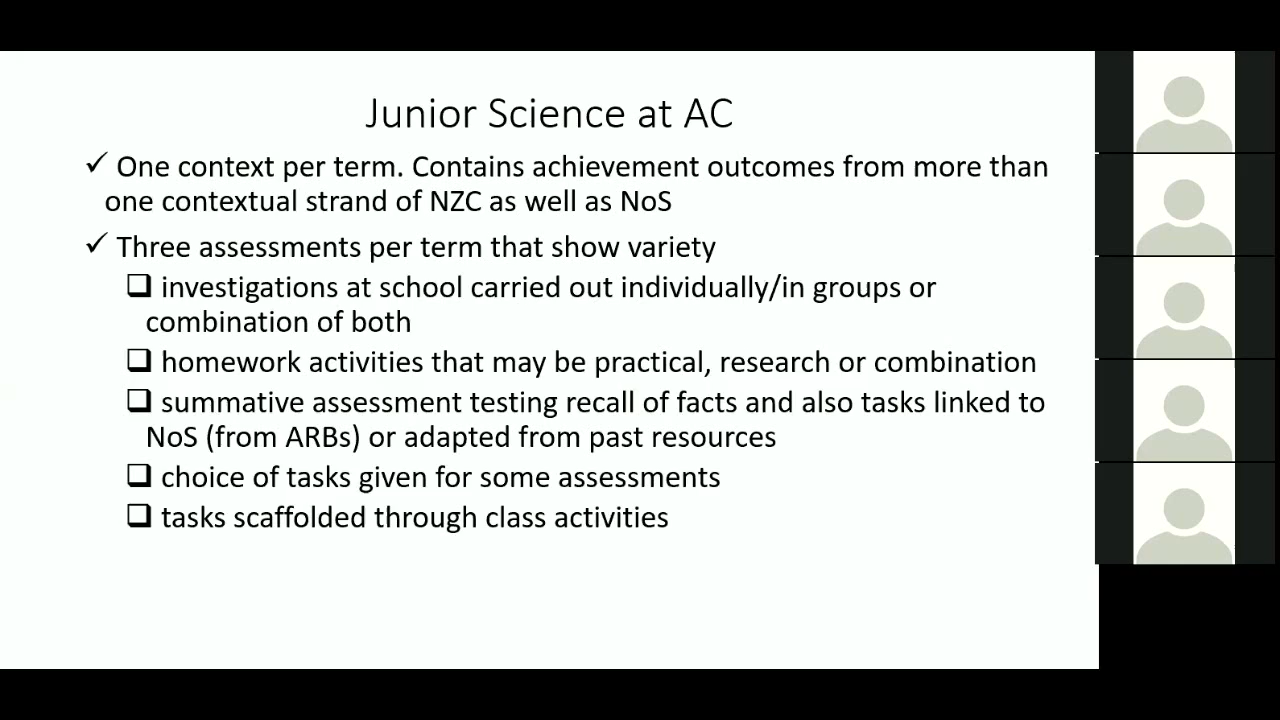 Junior Science at AC
✓ One context per term. Contains achievement outcomes from more than
one contextual strand of NZC as well as NoS
✓ Three assessments per term that show variety
❑ investigations at school carried out individually/in groups or
combination of both
❑ homework activities that may be practical, research or combination
❑ summative assessment testing recall of facts and also tasks linked to
NoS (from ARBs) or adapted from past resources
❑ choice of tasks given for some assessments
❑ tasks scaffolded through class activities